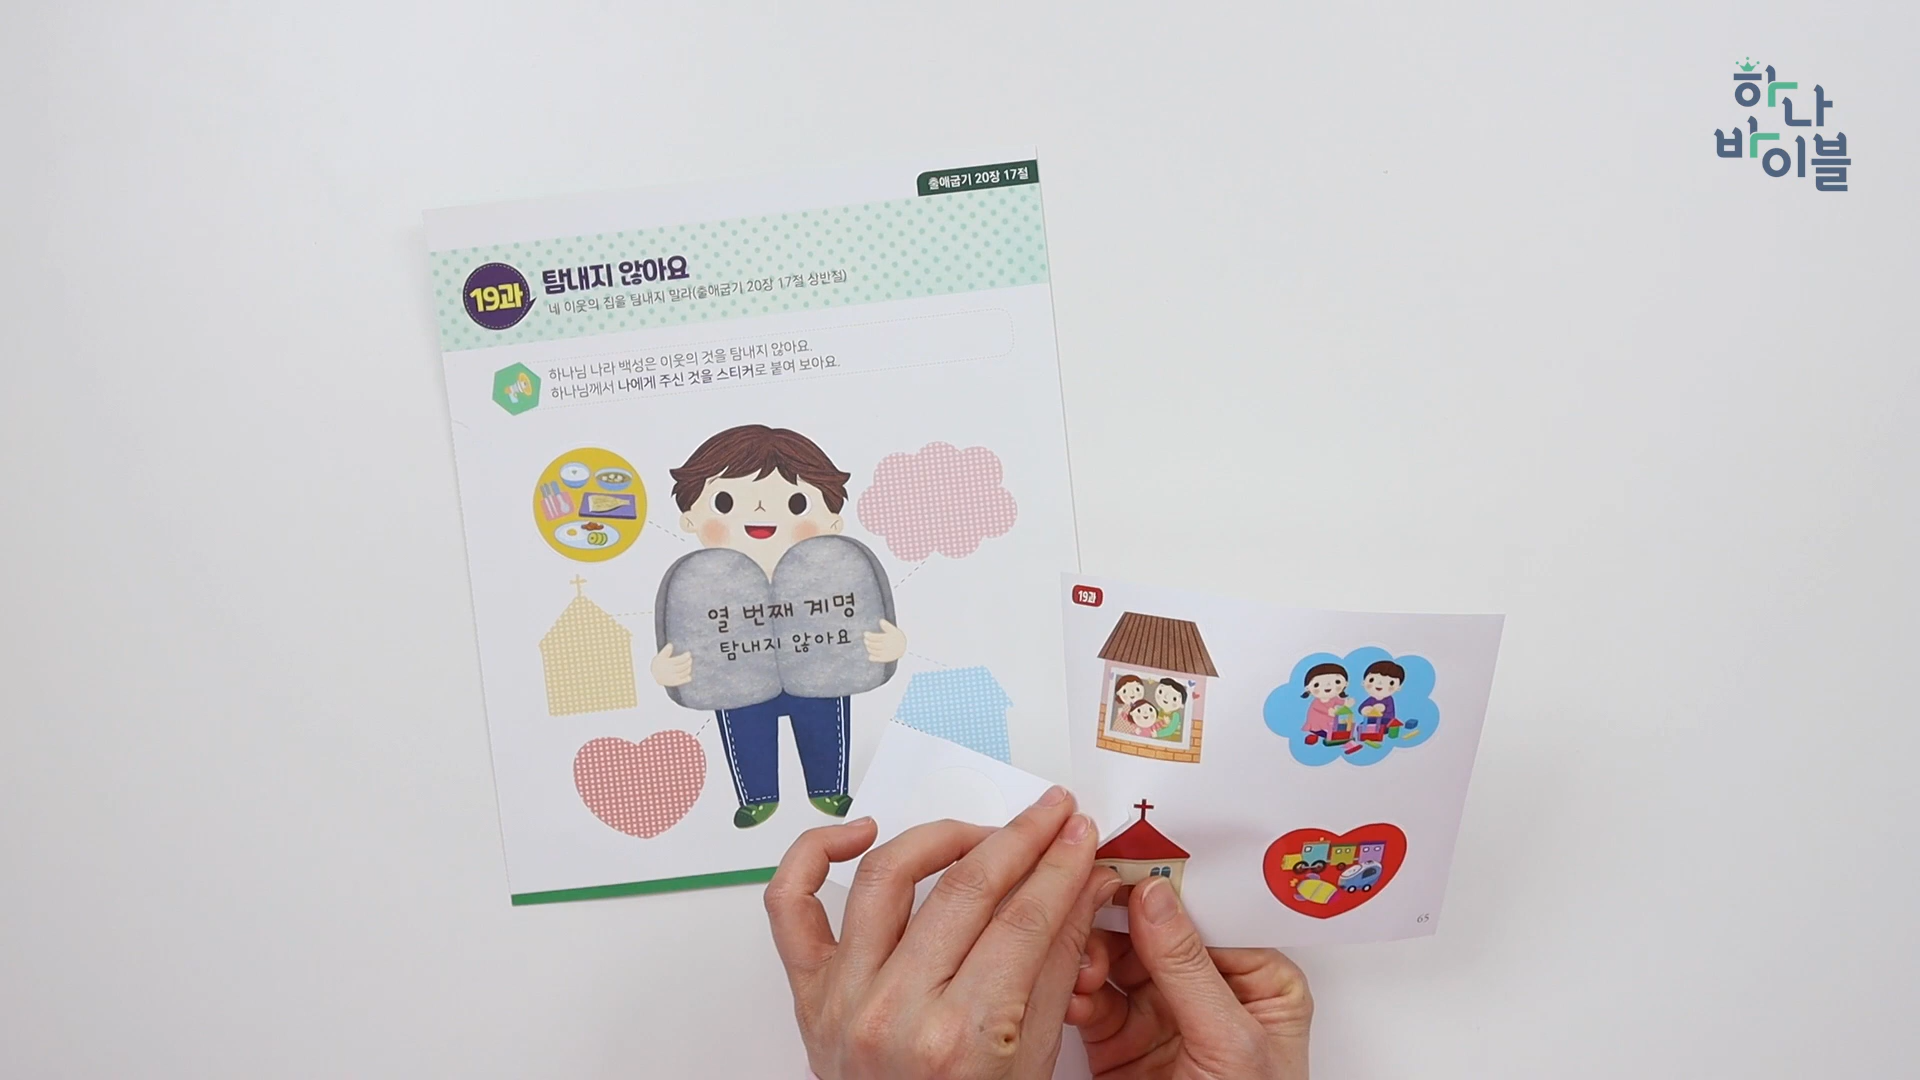 하나
바이블
출애굽기 20장 17절
19과
탐내지 않아요
네 이웃의 집을 탐내지 말라(출애굽기 20장 17절 상반절)
하나님 나라 백성은 이웃의 것을 탐내지 않아요.
하나님께서 나에게 주신 것을 스티커로 붙여 보아요.
열 번째 계명
탐내지 않아요
19과
65